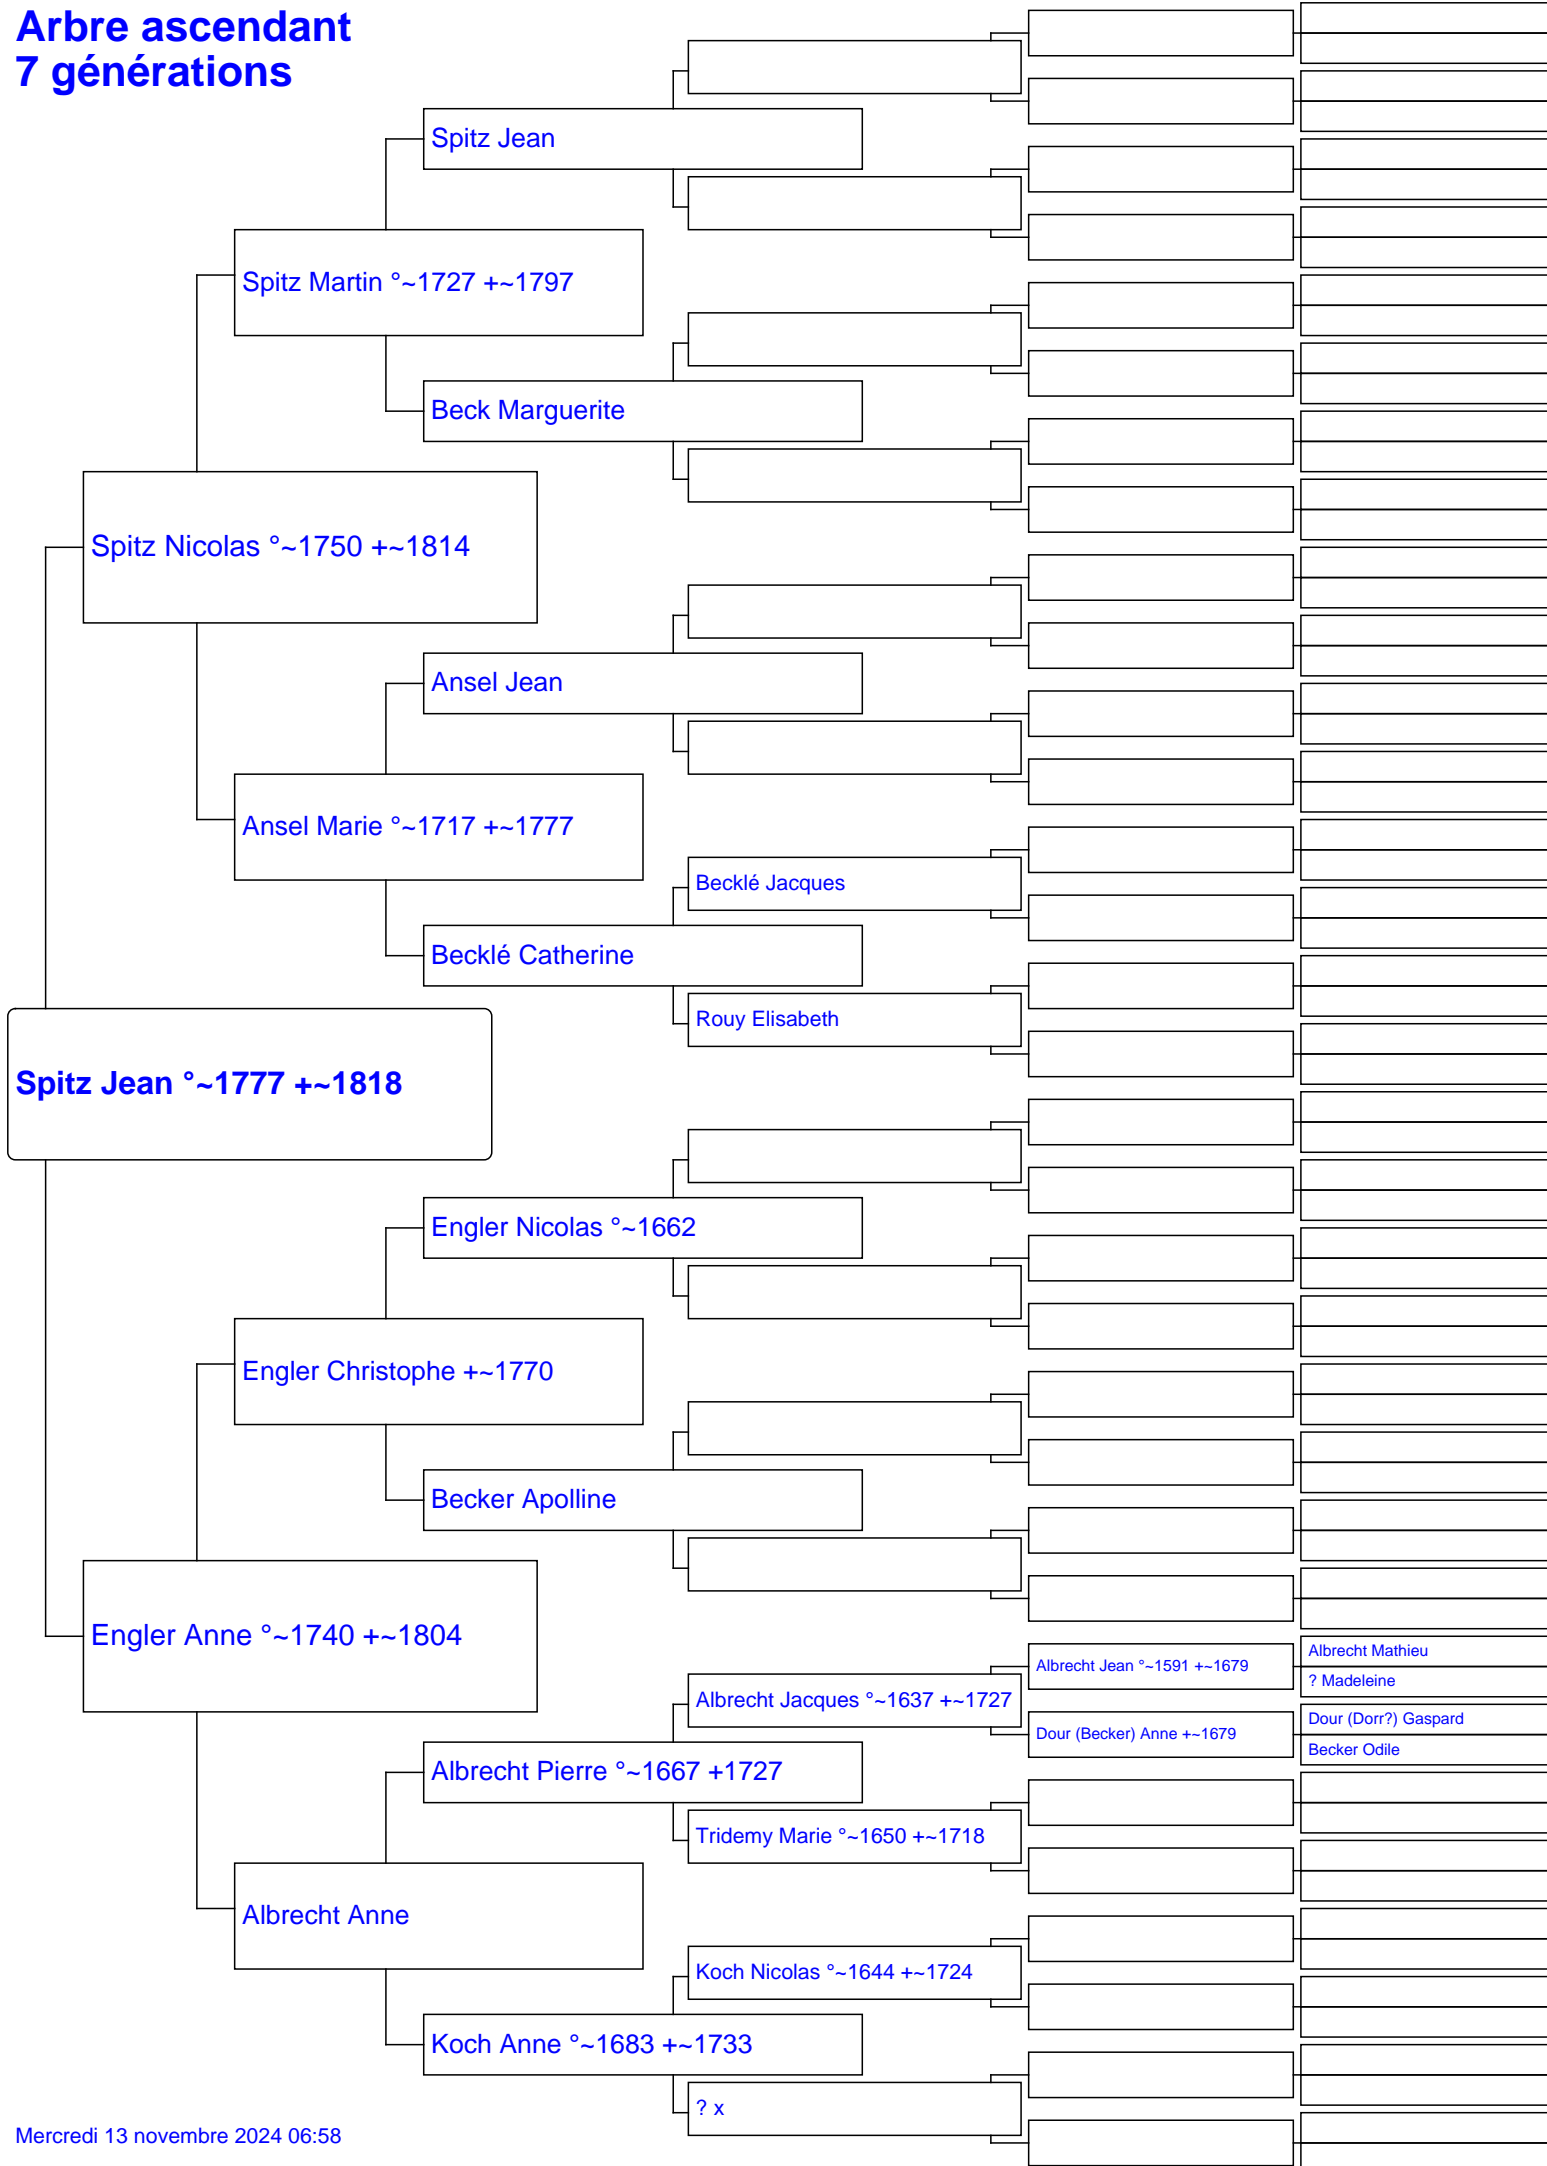 Arbre ascendant
7 générations
Spitz Jean
Spitz Martin °~1727 +~1797
Beck Marguerite
Spitz Nicolas °~1750 +~1814
Ansel Jean
Ansel Marie °~1717 +~1777
Becklé Jacques
Becklé Catherine
Rouy Elisabeth
Spitz Jean °~1777 +~1818
Engler Nicolas °~1662
Engler Christophe +~1770
Becker Apolline
Engler Anne °~1740 +~1804
Albrecht Mathieu
Albrecht Jean °~1591 +~1679
? Madeleine
Albrecht Jacques °~1637 +~1727
Dour (Dorr?) Gaspard
Dour (Becker) Anne +~1679
Becker Odile
Albrecht Pierre °~1667 +1727
Tridemy Marie °~1650 +~1718
Albrecht Anne
Koch Nicolas °~1644 +~1724
Koch Anne °~1683 +~1733
? x
Mercredi 13 novembre 2024 06:58